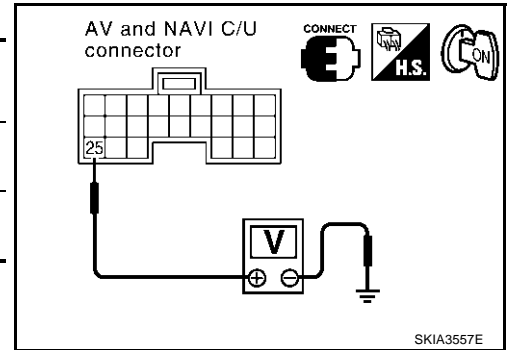 AV and NAVI C/U
connector
CONNECT
H.S.
ON
25
V
+ −
SKIA3557E